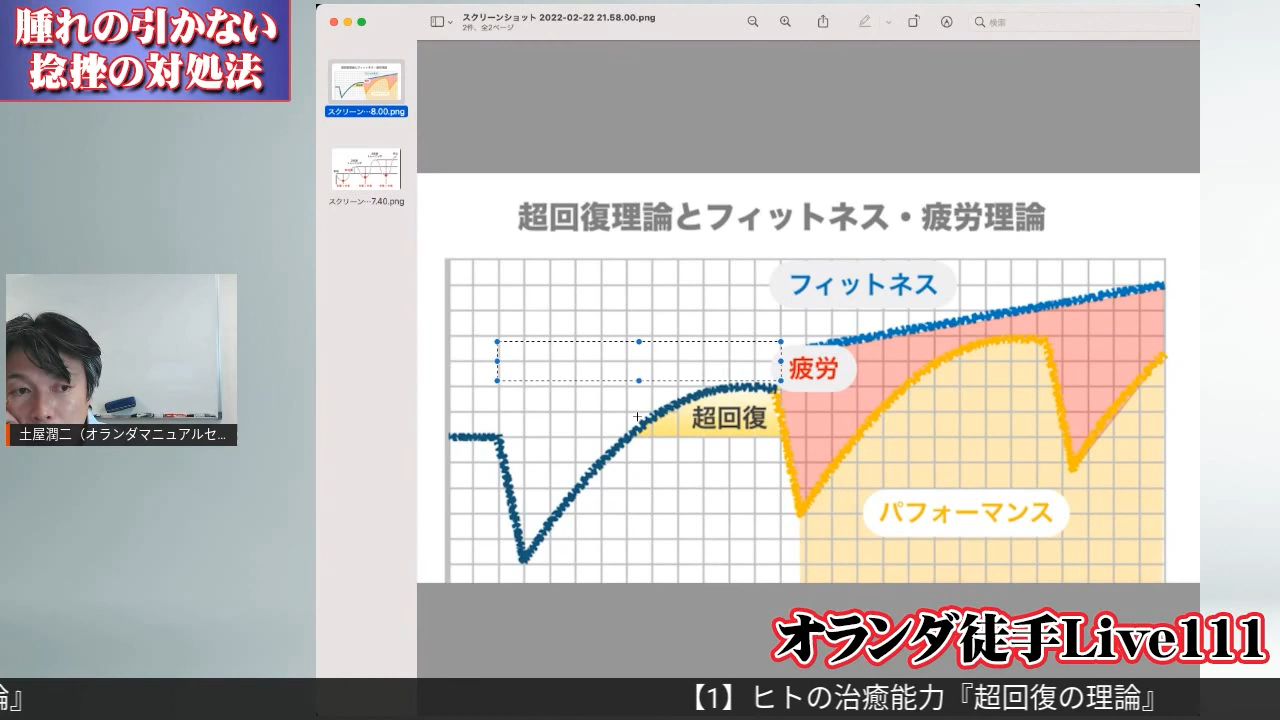 腫れの引かない
捻挫の対処法
スクリーンショット 2022-02-22 21.58.00.png
2件、全2ページ
検索
スクリーン…8.00.png
スクリーン…7.40.png
超回復理論とフィットネス・疲労理論
フィットネス
疲労
超回復
パフォーマンス
土屋潤二（オランダマニュアルセ...
オランダ徒手Live111
論』
【1】ヒトの治癒能力『超回復の理論』